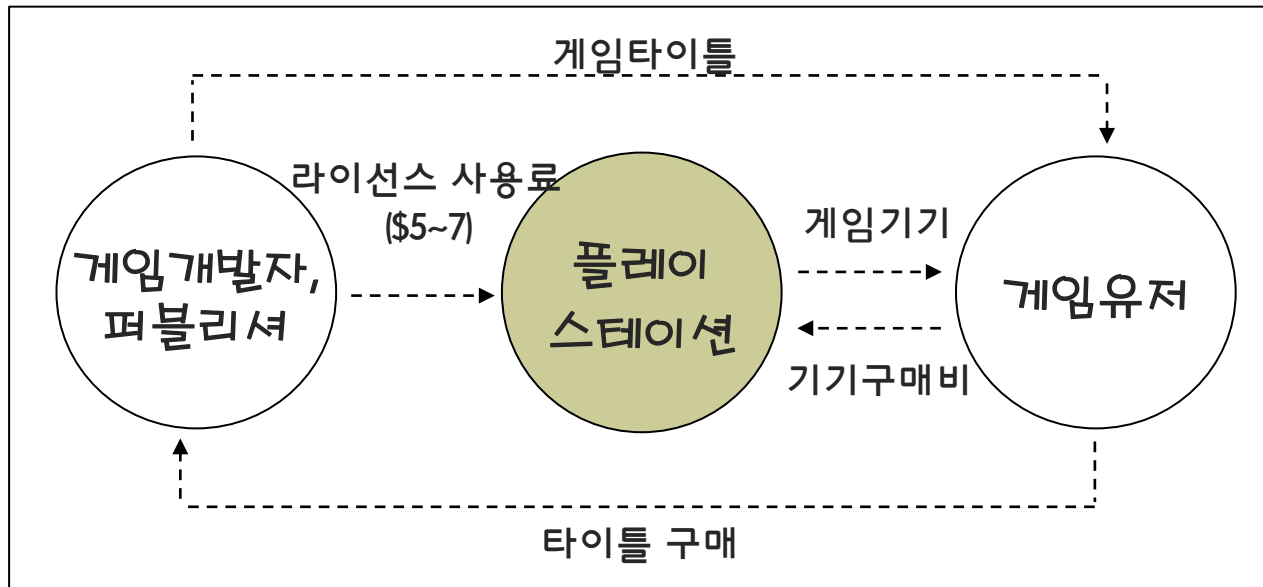 게임타이틀
라이선스 사용료
($5~7)
게임개발자,
퍼블리셔
플레이
스테이션
게임기기
기기구매비
게임유저
타이틀 구매